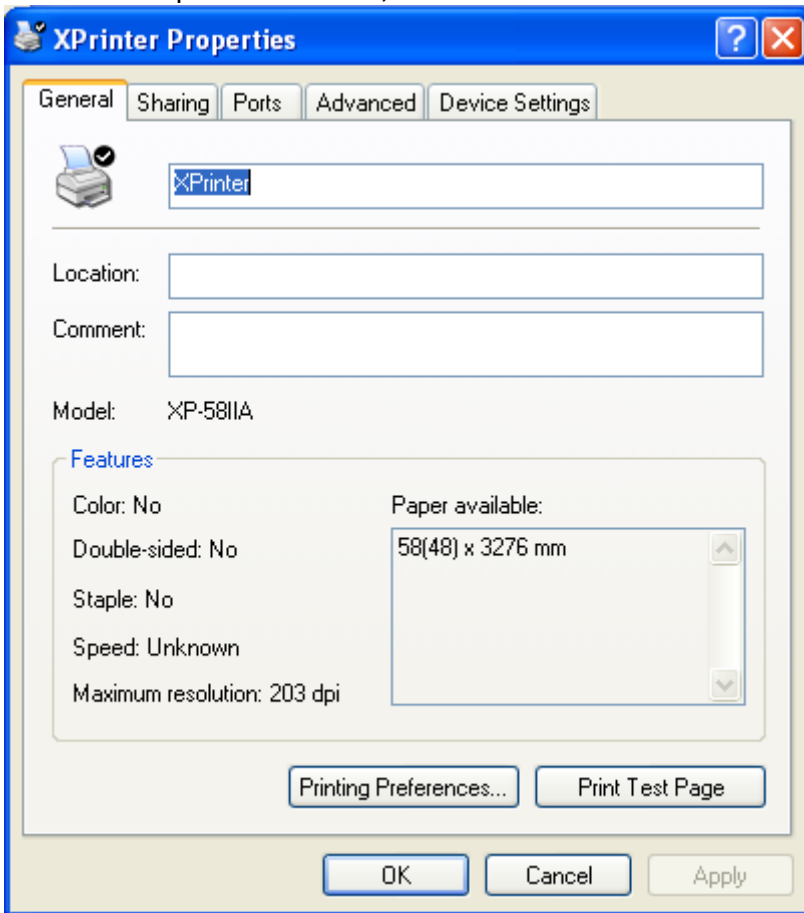 XPrinter Properties
General Sharing Ports Advanced Device Settings
XPrinter
Location:
Comment:
Model: XP-58IIA
Features
Color: No
Paper available:
Double-sided: No
58(48) x 3276 mm
Staple: No
Speed: Unknown
Maximum resolution: 203 dpi
Printing Preferences... Print Test Page
OK Cancel Apply